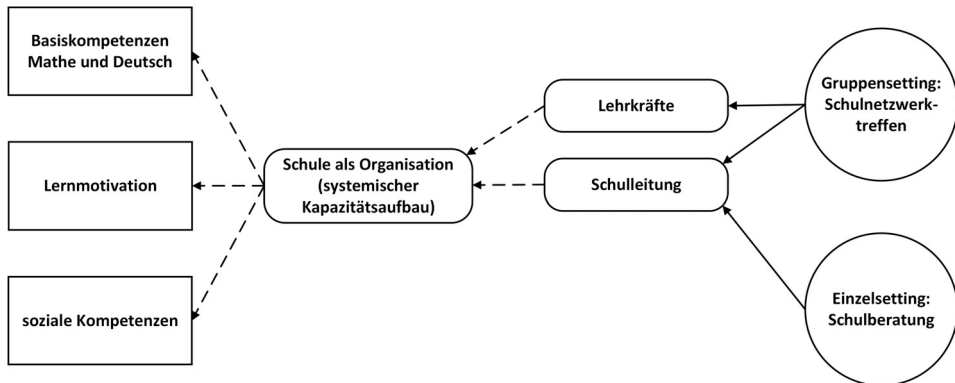 Basiskompetenzen
Mathe und Deutsch
Lernmotivation
soziale Kompetenzen
Schule als Organisation
(systemischer
Kapazitätsaufbau)
Lehrkräfte
Schulleitung
Gruppensetting:
Schulnetzwerk-
treffen
Einzelsetting:
Schulberatung